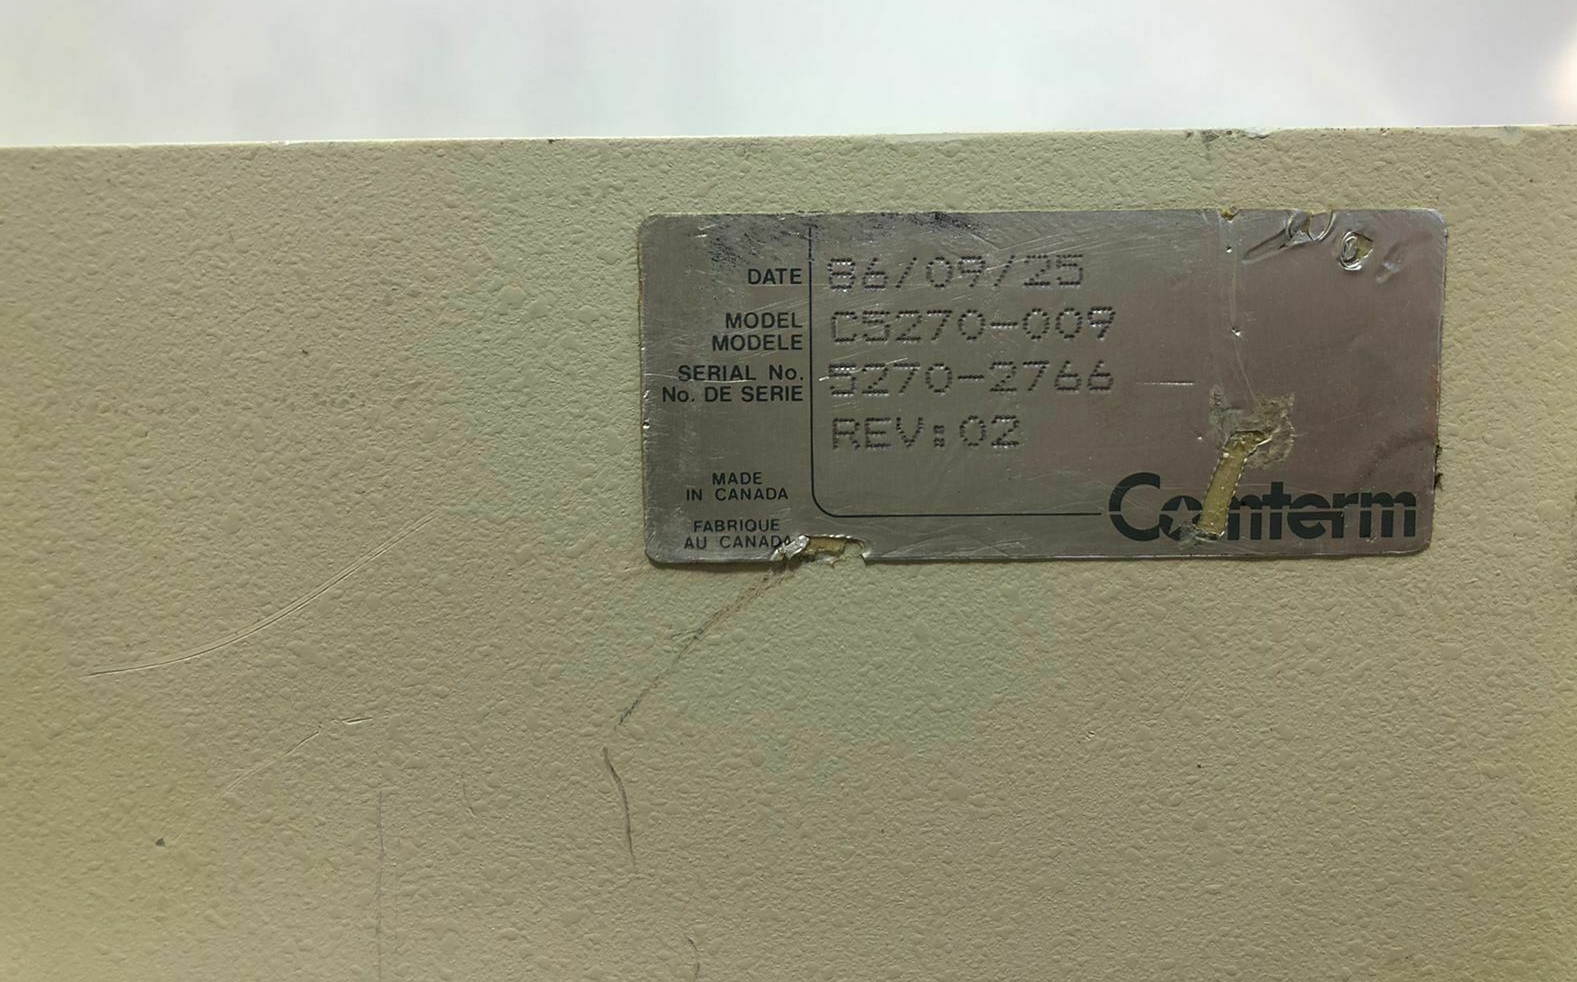 DATE 86/09/25
MODEL C5270-009
MODELE
SERIAL No. 5270-2766
No. DE SERIE
REV:02
MADE
IN CANADA
FABRIQUE
AU CANADA
Comterm